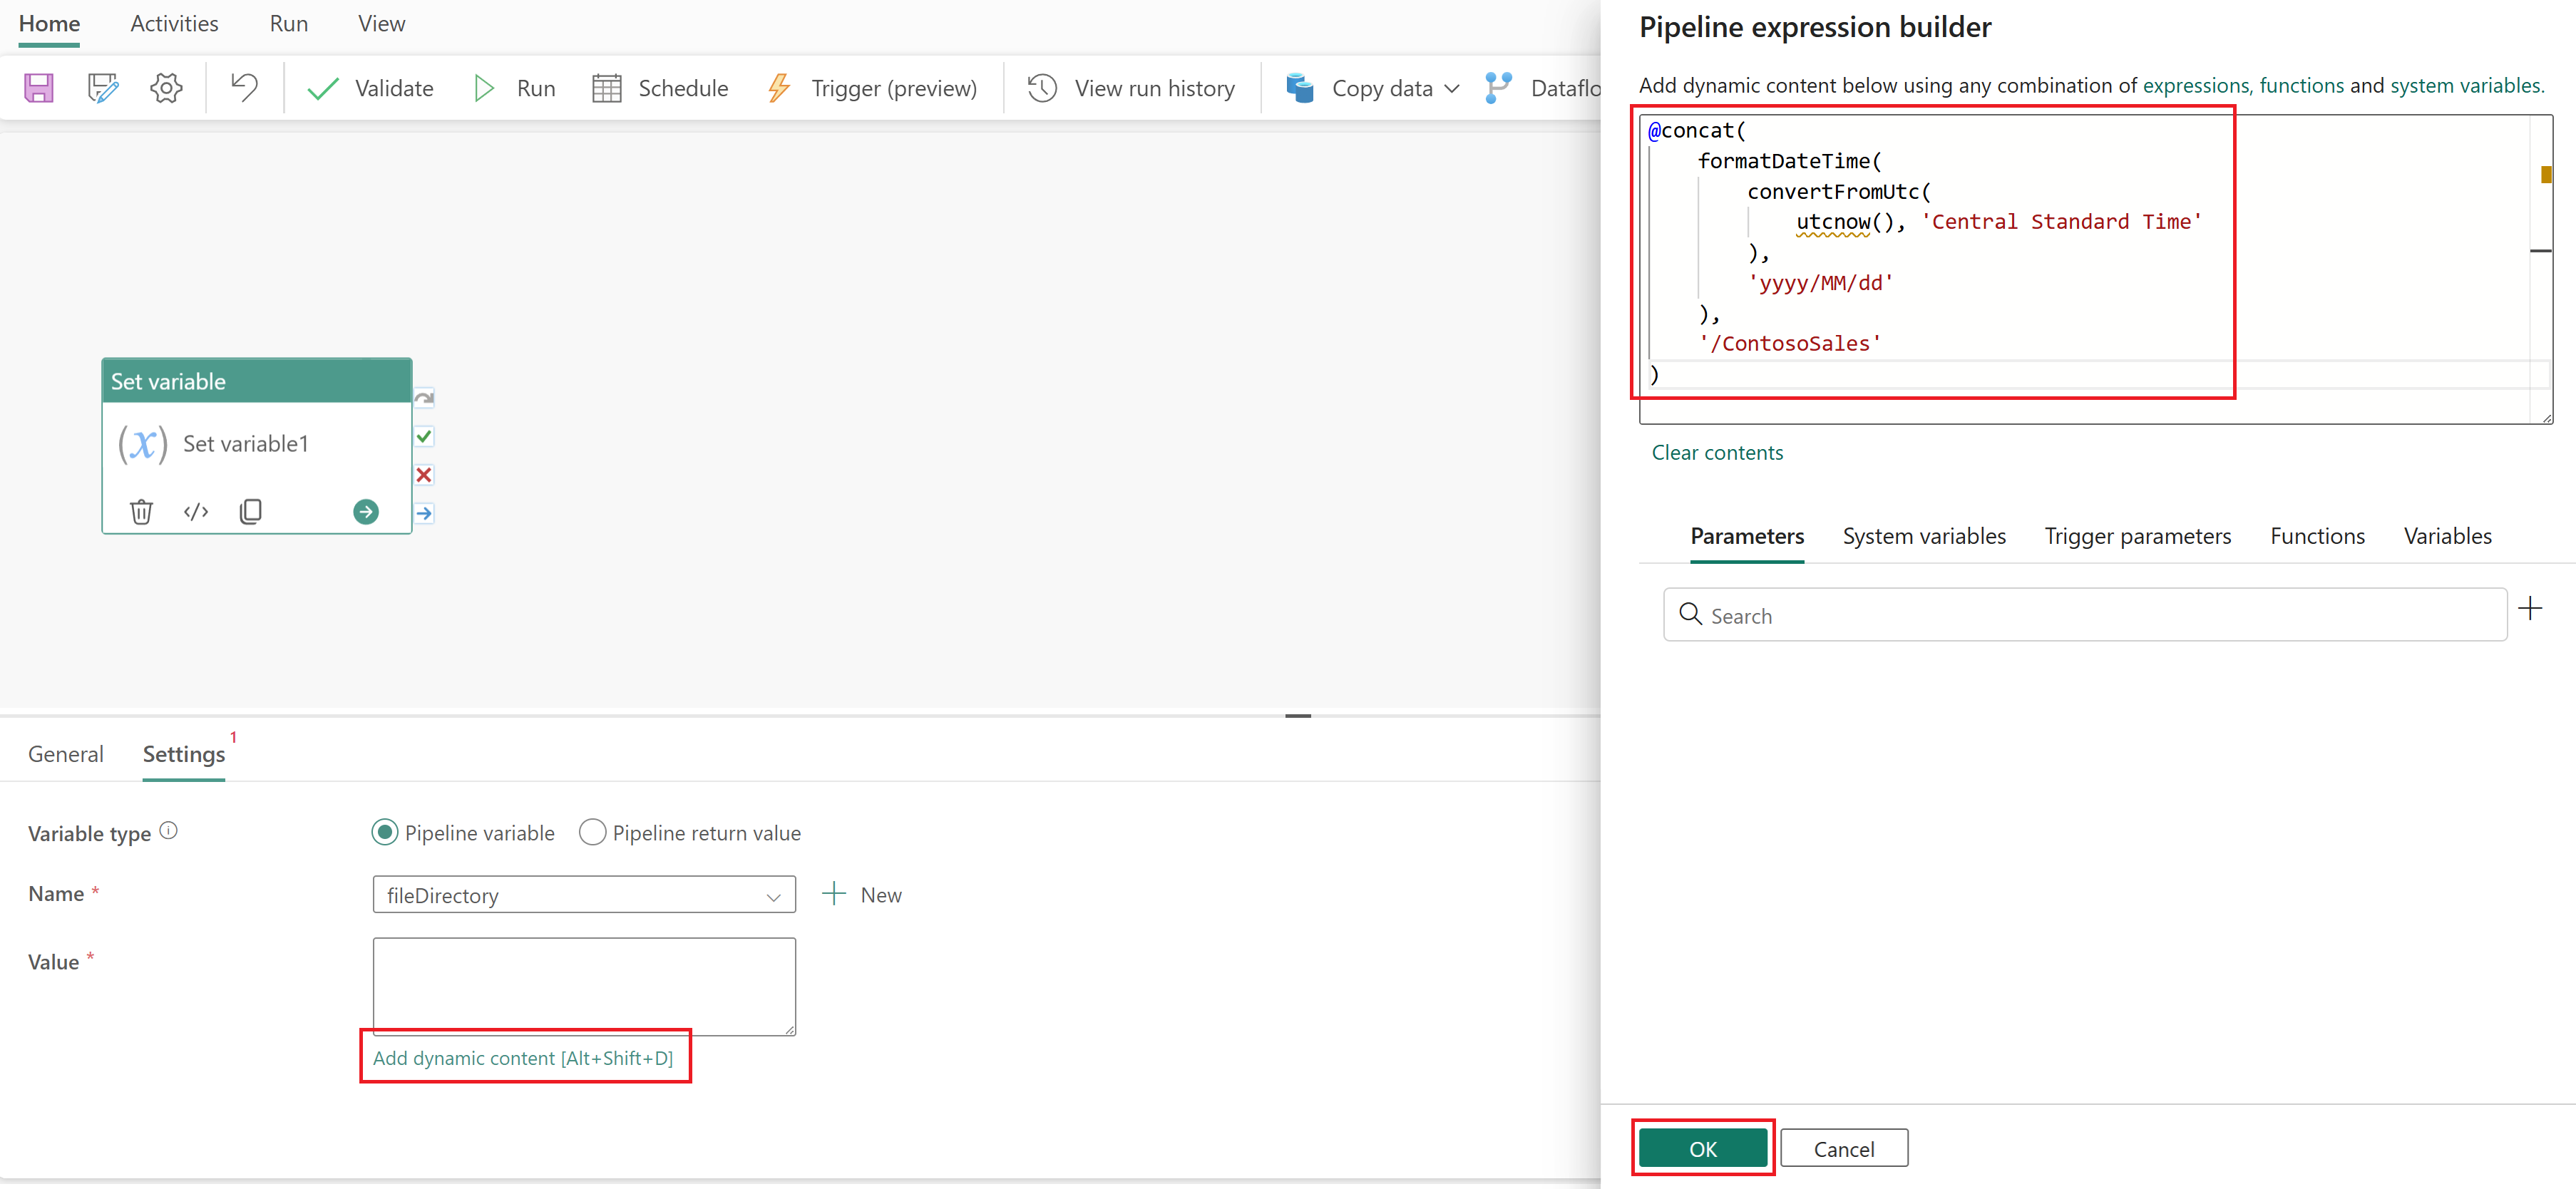 Home Activities Run View
Validate Run Schedule Trigger (preview) View run history Copy data Dataflo
Set variable
(x) Set variable1
</>
General Settings 1
Variable type
Pipeline variable Pipeline return value
Name *
fileDirectory
New
Value *
Add dynamic content [Alt+Shift+D]
Pipeline expression builder
Add dynamic content below using any combination of expressions, functions and system variables.
@concat(
formatDateTime(
convertFromUtc(
utcnow(), 'Central Standard Time'
),
'yyyy/MM/dd'
),
'/ContosoSales'
)
Clear contents
Parameters System variables Trigger parameters Functions Variables
Search
OK Cancel